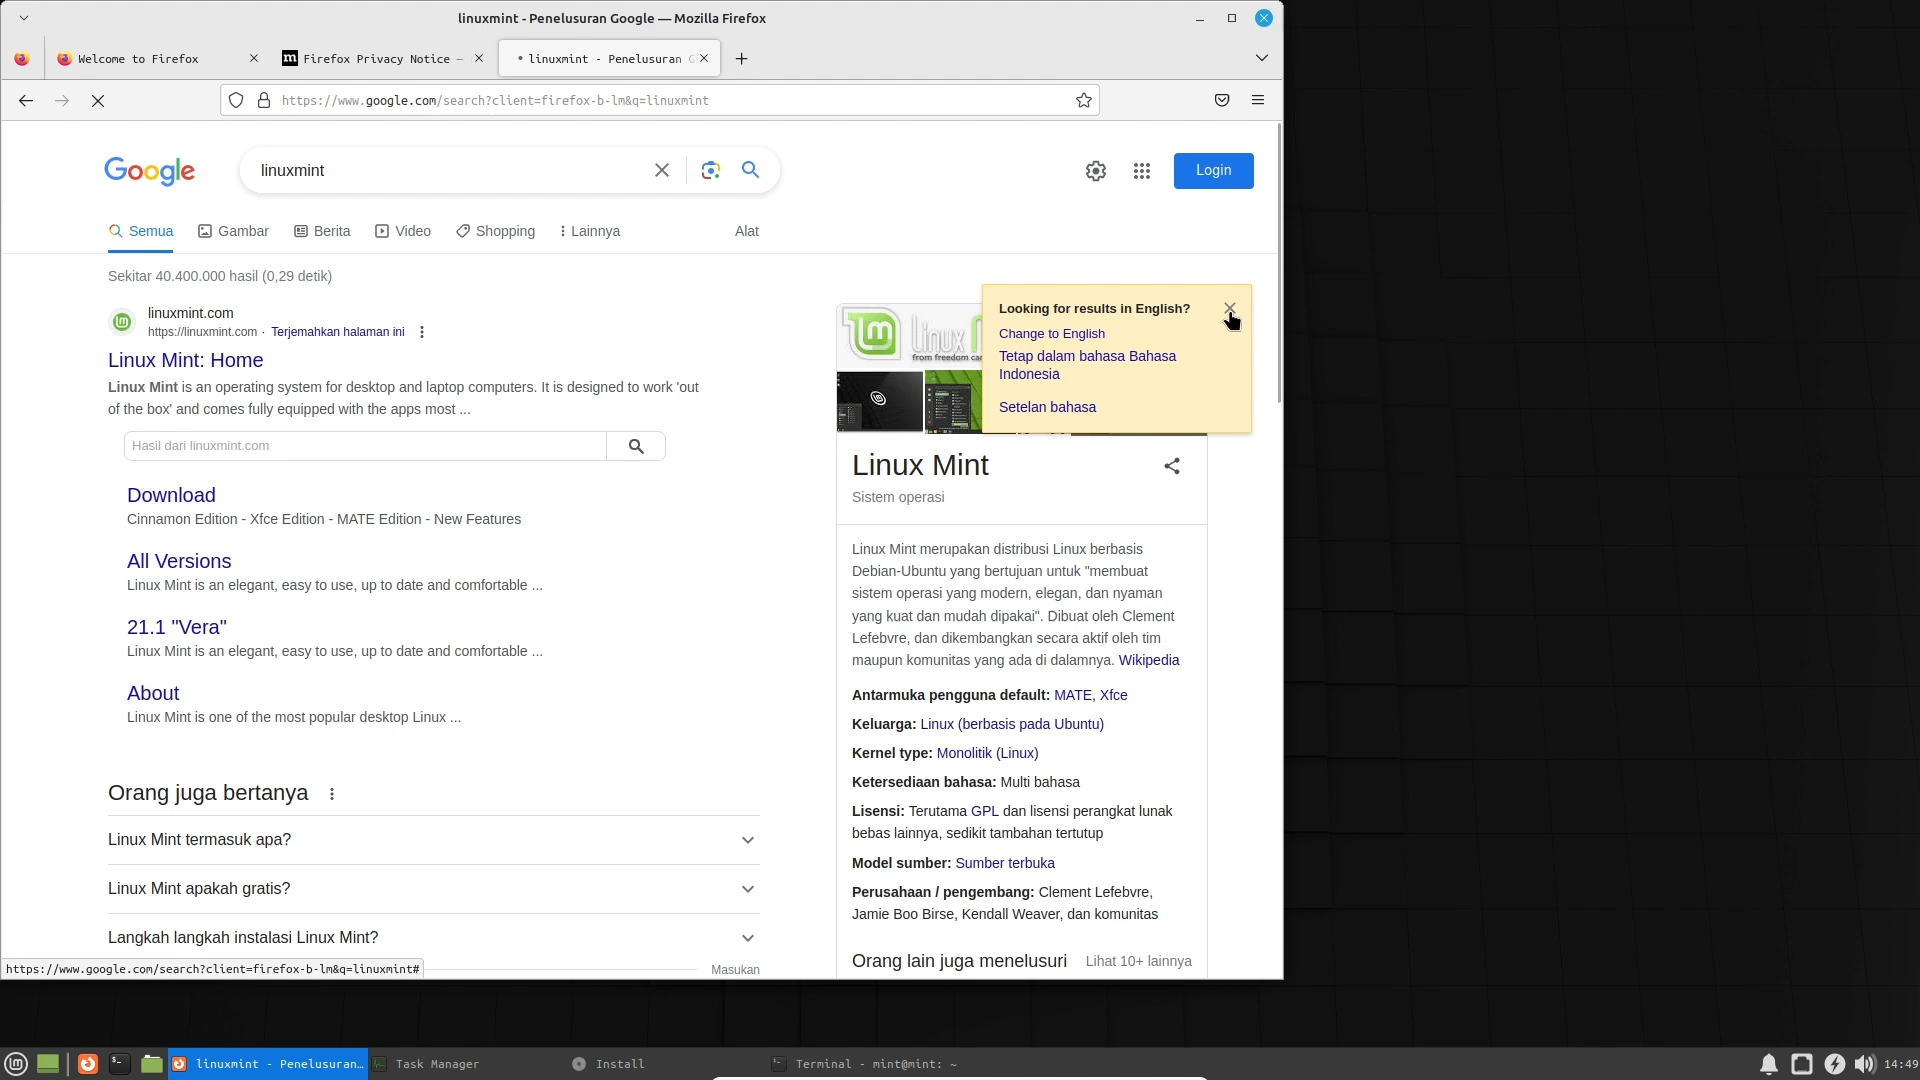 linuxmint - Penelusuran Google — Mozilla Firefox
Welcome to Firefox
Firefox Privacy Notice —
linuxmint - Penelusuran G
https://www.google.com/search?client=firefox-b-lm&q=linuxmint
Google
linuxmint
Login
Semua
Gambar
Berita
Video
Shopping
Lainnya
Alat
Sekitar 40.400.000 hasil (0,29 detik)
linuxmint.com
https://linuxmint.com · Terjemahkan halaman ini
Linux Mint: Home
Linux Mint is an operating system for desktop and laptop computers. It is designed to work 'out
of the box' and comes fully equipped with the apps most ...
Hasil dari linuxmint.com
Download
Cinnamon Edition - Xfce Edition - MATE Edition - New Features
All Versions
Linux Mint is an elegant, easy to use, up to date and comfortable ...
21.1 "Vera"
Linux Mint is an elegant, easy to use, up to date and comfortable ...
About
Linux Mint is one of the most popular desktop Linux ...
Orang juga bertanya
Linux Mint termasuk apa?
Linux Mint apakah gratis?
Langkah langkah instalasi Linux Mint?
Masukan
https://www.google.com/search?client=firefox-b-lm&q=linuxmint#
Looking for results in English?
Change to English
Tetap dalam bahasa Bahasa
Indonesia
Setelan bahasa
Linux
from freedom
Linux Mint
Sistem operasi
Linux Mint merupakan distribusi Linux berbasis
Debian-Ubuntu yang bertujuan untuk "membuat
sistem operasi yang modern, elegan, dan nyaman
yang kuat dan mudah dipakai". Dibuat oleh Clement
Lefebvre, dan dikembangkan secara aktif oleh tim
maupun komunitas yang ada di dalamnya. Wikipedia
Antarmuka pengguna default: MATE, Xfce
Keluarga: Linux (berbasis pada Ubuntu)
Kernel type: Monolitik (Linux)
Ketersediaan bahasa: Multi bahasa
Lisensi: Terutama GPL dan lisensi perangkat lunak
bebas lainnya, sedikit tambahan tertutup
Model sumber: Sumber terbuka
Perusahaan / pengembang: Clement Lefebvre,
Jamie Boo Birse, Kendall Weaver, dan komunitas
Orang lain juga menelusuri
Lihat 10+ lainnya
linuxmint - Penelusuran...
Task Manager
Install
Terminal - mint@mint: ~
14:49